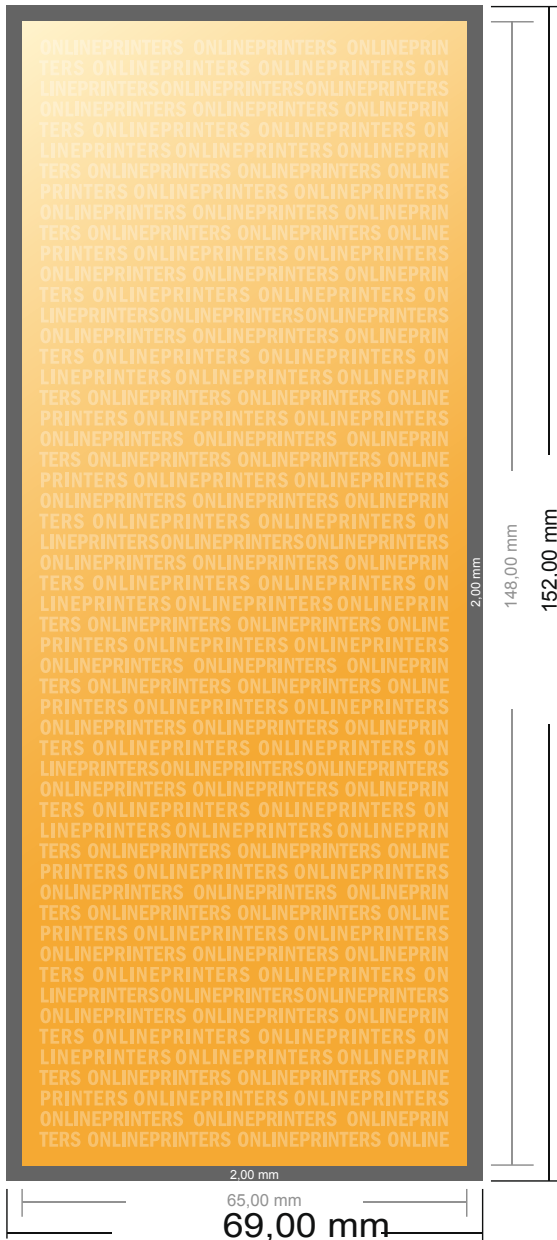 ONLINEPRINTERS ONLINEPRINTERS ONLINEPRIN
TERS ONLINEPRINTERS ONLINEPRINTERS ON
LINEPRINTERSONLINEPRINTERSONLINEPRINTERS
ONLINEPRINTERS ONLINEPRINTERS ONLINEPRIN
TERS ONLINEPRINTERS ONLINEPRINTERS ON
LINEPRINTERS ONLINEPRINTERS ONLINEPRIN
TERS ONLINEPRINTERS ONLINEPRINTERS ONLINE
PRINTERS ONLINEPRINTERS ONLINEPRINTERS
ONLINEPRINTERS ONLINEPRINTERS ONLINEPRIN
TERS ONLINEPRINTERS ONLINEPRINTERS ONLINE
PRINTERS ONLINEPRINTERS ONLINEPRINTERS
ONLINEPRINTERS ONLINEPRINTERS ONLINEPRIN
TERS ONLINEPRINTERS ONLINEPRINTERS ON
LINEPRINTERSONLINEPRINTERSONLINEPRINTERS
ONLINEPRINTERS ONLINEPRINTERS ONLINEPRIN
TERS ONLINEPRINTERS ONLINEPRINTERS ON
LINEPRINTERS ONLINEPRINTERS ONLINEPRIN
TERS ONLINEPRINTERS ONLINEPRINTERS ONLINE
PRINTERS ONLINEPRINTERS ONLINEPRINTERS
ONLINEPRINTERS ONLINEPRINTERS ONLINEPRIN
TERS ONLINEPRINTERS ONLINEPRINTERS ONLINE
PRINTERS ONLINEPRINTERS ONLINEPRINTERS
ONLINEPRINTERS ONLINEPRINTERS ONLINEPRIN
TERS ONLINEPRINTERS ONLINEPRINTERS ON
LINEPRINTERSONLINEPRINTEESONLINEPRINTERS
ONLINEPRINTERS ONLINEPRINTERS ONLINEPRIN
TERS ONLINEPRINTERS ONLINEPRINTERS ON
LINEPRINTERS ONLINEPRINTERS ONLINEPRIN
TERS ONLINEPRINTERS ONLINEPRINTERS ONLINE
PRINTERS ONLINEPRINTERS ONLINEPRINTERS
ONLINEPRINTERS ONLINEPRINTERS ONLINEPRIN
TERS ONLINEPRINTERS ONLINEPRINTERS ONLINE
PRINTERS ONLINEPRINTERS ONLINEPRINTERS
ONLINEPRINTERS ONLINEPRINTERS ONLINEPRIN
TERS ONLINEPRINTERS ONLINEPRINTERS ON
LINEPRINTERSONLINEPRINTERSONLINEPRINTERS
ONLINEPRINTERS ONLINEPRINTERS ONLINEPRIN
TERS ONLINEPRINTERS ONLINEPRINTERS ON
LINEPRINTERS ONLINEPRINTERS ONLINEPRIN
TERS ONLINEPRINTERS ONLINEPRINTERS ONLINE
PRINTERS ONLINEPRINTERS ONLINEPRINTERS
ONLINEPRINTERS ONLINEPRINTERS ONLINEPRIN
TERS ONLINEPRINTERS ONLINEPRINTERS ONLINE
PRINTERS ONLINEPRINTERS ONLINEPRINTERS
ONLINEPRINTERS ONLINEPRINTERS ONLINEPRIN
TERS ONLINEPRINTERS ONLINEPRINTERS ON
LINEPRINTERSONLINEPRINTERSONLINEPRINTERS
ONLINEPRINTERS ONLINEPRINTERS ONLINEPRIN
TERS ONLINEPRINTERS ONLINEPRINTERS ON
LINEPRINTERS ONLINEPRINTERS ONLINEPRIN
TERS ONLINEPRINTERS ONLINEPRINTERS ONLINE
PRINTERS ONLINEPRINTERS ONLINEPRINTERS
ONLINEPRINTERS ONLINEPRINTERS ONLINEPRIN
TERS ONLINEPRINTERS ONLINEPRINTERS ONLINE
2,00 mm
148,00 mm
152.00 mm
2,00 mm
65,00 mm
69,00 mm